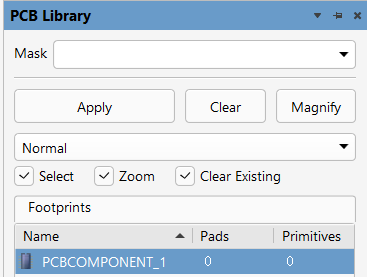 PCB Library
Mask
Apply Clear Magnify
Normal
Select Zoom Clear Existing
Footprints
Name Pads Primitives
PCBCOMPONENT_1 0 0